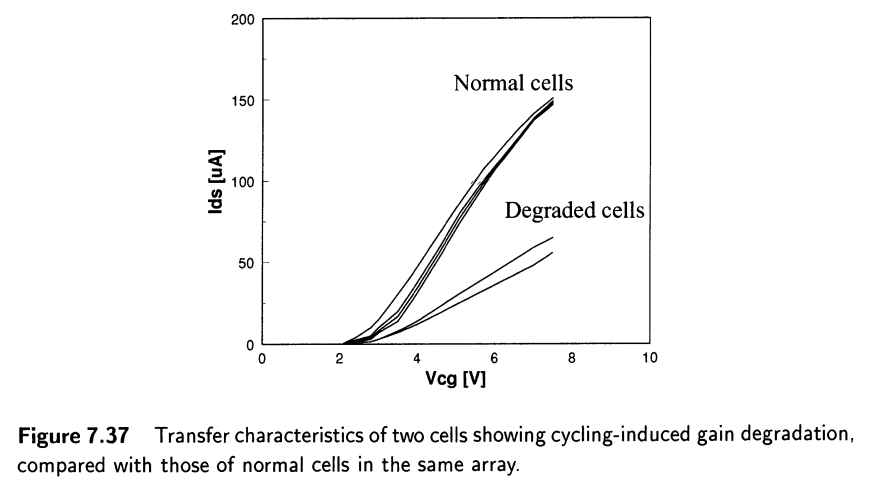 200
150
100
50
0
Ids [uA]
Normal cells
Degraded cells
0 2 4 6 8 10
Vcg [V]
Figure 7.37 Transfer characteristics of two cells showing cycling-induced gain degradation,
compared with those of normal cells in the same array.